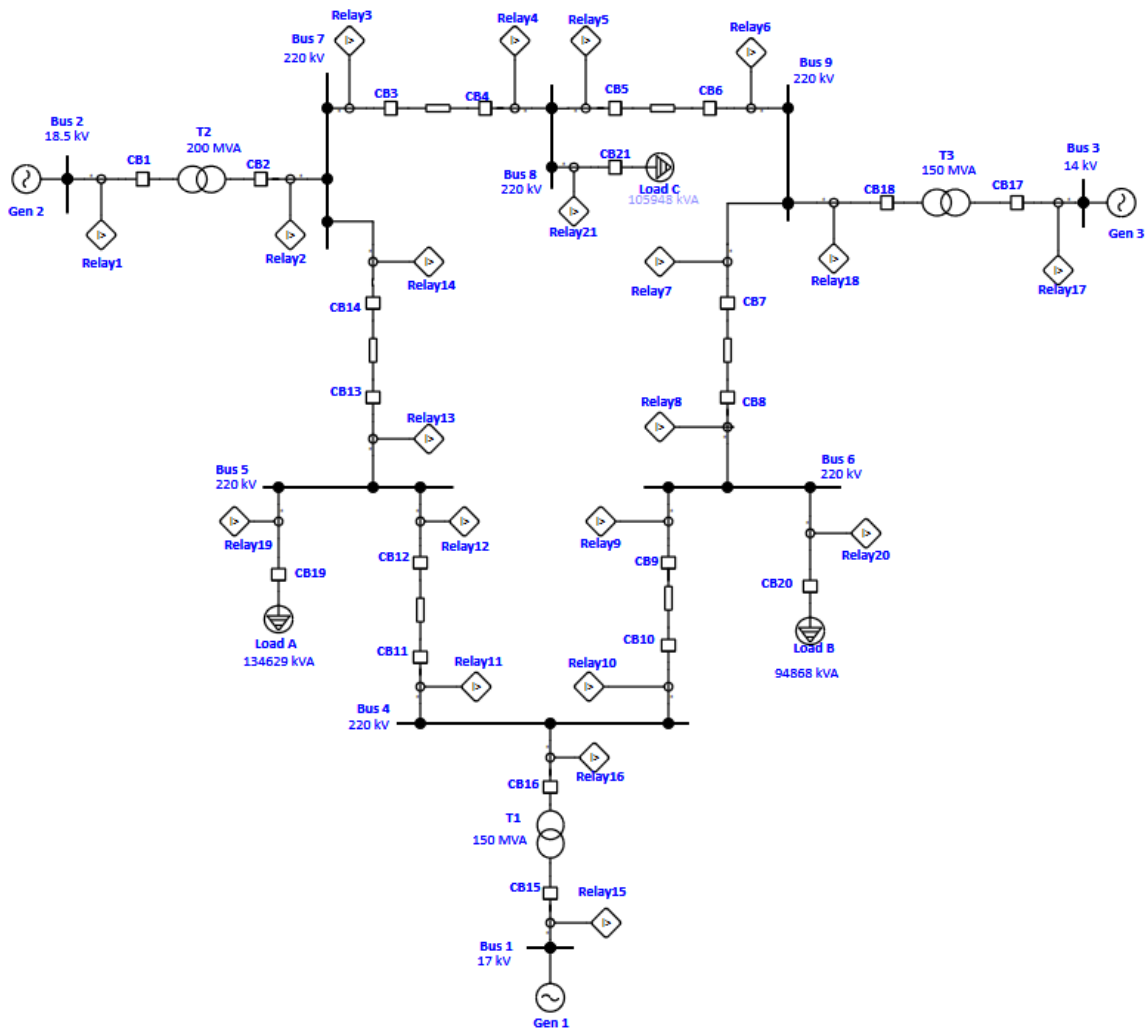 Relay3
Relay4
Relay5
Relay6
Bus 7
220 kV
Bus 9
220 kV
CB3
CB4
CB5
CB6
Bus 2
18.5 kV
T2
200 MVA
CB1
CB2
Bus 8
220 kV
CB21
Load C
105948 kVA
T3
150 MVA
Bus 3
14 kV
CB18
CB17
Gen 2
Relay1
Relay2
Relay21
Relay18
Relay17
Gen 3
Relay14
Relay7
CB14
CB7
CB13
CB8
Relay13
Relay8
Bus 5
220 kV
Bus 6
220 kV
Relay19
Relay12
Relay9
Relay20
CB19
CB12
CB9
CB20
Load A
134629 kVA
Load B
94868 kVA
CB11
CB10
Relay11
Relay10
Bus 4
220 kV
Relay16
CB16
T1
150 MVA
CB15
Relay15
Bus 1
17 kV
Gen 1